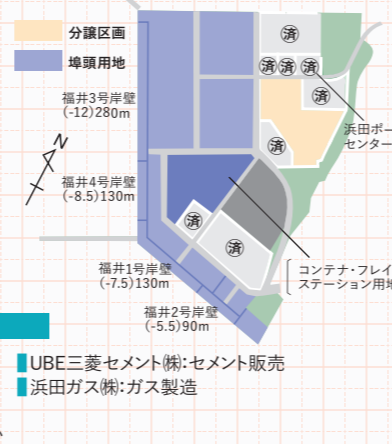 分譲区画
埠頭用地
済
済 済 済
済
済
済
済
福井3号岸壁
(-12)280m
N
浜田ポー
センター
福井4号岸壁
(-8.5)130m
コンテナ・フレイ
ステーション用地
福井1号岸壁
(-7.5)130m
福井2号岸壁
(-5.5)90m
UBE三菱セメント㈱:セメント販売
浜田ガス㈱:ガス製造